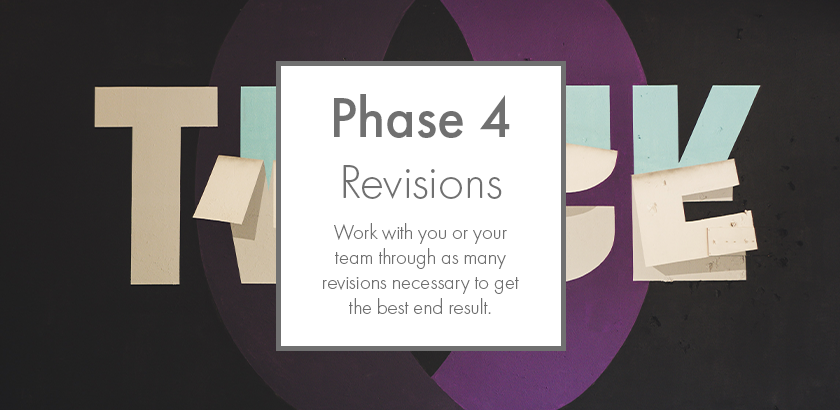 Phase 4
Revisions
Work with you or your
team through as many
revisions necessary to get
the best end result.